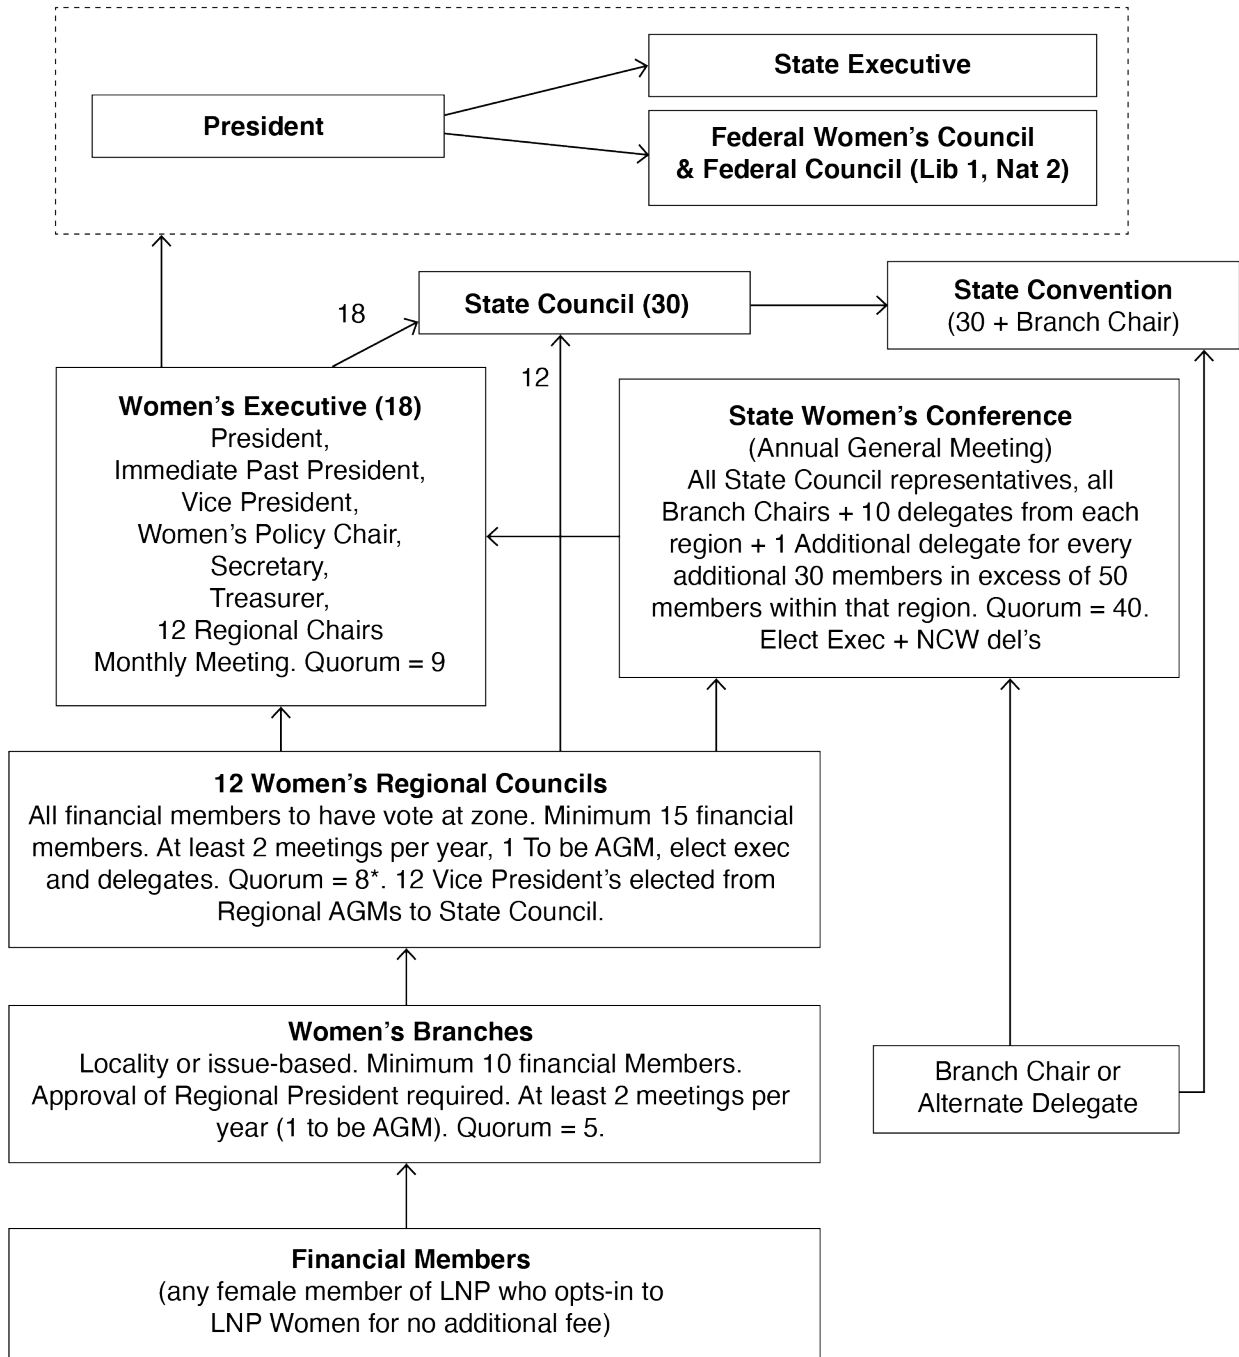 State Executive
President
Federal Women’s Council
& Federal Council (Lib 1, Nat 2)
18
State Council (30)
State Convention
(30 + Branch Chair)
12
Women’s Executive (18)
President,
Immediate Past President,
Vice President,
Women’s Policy Chair,
Secretary,
Treasurer,
12 Regional Chairs
Monthly Meeting. Quorum = 9
State Women’s Conference
(Annual General Meeting)
All State Council representatives, all
Branch Chairs + 10 delegates from each
region + 1 Additional delegate for every
additional 30 members in excess of 50
members within that region. Quorum = 40.
Elect Exec + NCW del’s
12 Women’s Regional Councils
All financial members to have vote at zone. Minimum 15 financial
members. At least 2 meetings per year, 1 To be AGM, elect exec
and delegates. Quorum = 8*. 12 Vice President’s elected from
Regional AGMs to State Council.
Women’s Branches
Locality or issue-based. Minimum 10 financial Members.
Approval of Regional President required. At least 2 meetings per
year (1 to be AGM). Quorum = 5.
Branch Chair or
Alternate Delegate
Financial Members
(any female member of LNP who opts-in to
LNP Women for no additional fee)